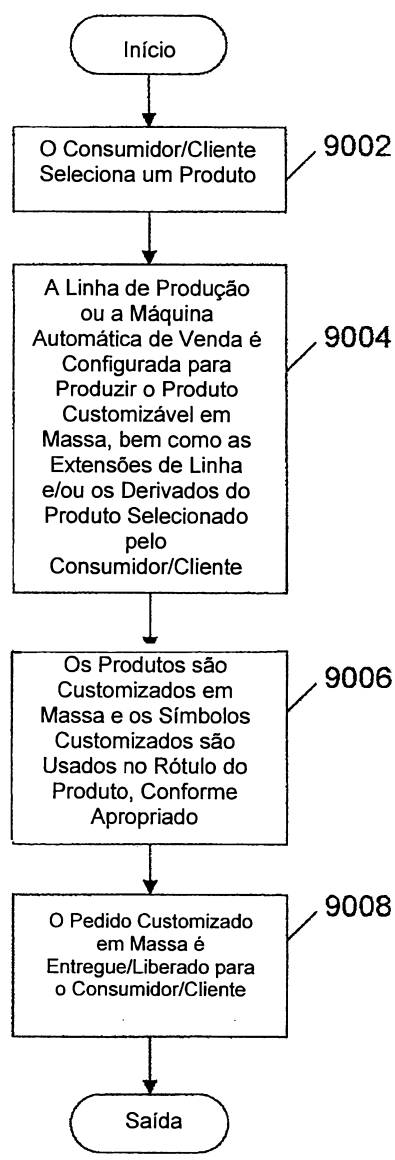 Início
O Consumidor/Cliente
Seleciona um Produto
9002
A Linha de Produção
ou a Máquina
Automática de Venda é
Configurada para
Produzir o Produto
Customizável em
Massa, bem como as
Extensões de Linha
e/ou os Derivados do
Produto Selecionado
pelo
Consumidor/Cliente
9004
Os Produtos são
Customizados em
Massa e os Símbolos
Customizados são
Usados no Rótulo do
Produto, Conforme
Apropriado
9006
O Pedido Customizado
em Massa é
Entregue/Liberado para
o Consumidor/Cliente
9008
Saída